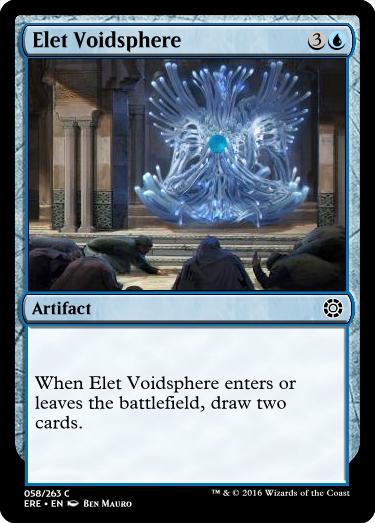 Elet Voidsphere 3
Artifact
When Elet Voidsphere enters or
leaves the battlefield, draw two
cards.
058/263 C
™ & © 2016 Wizards of the Coast
ERE • EN Ben Mauro